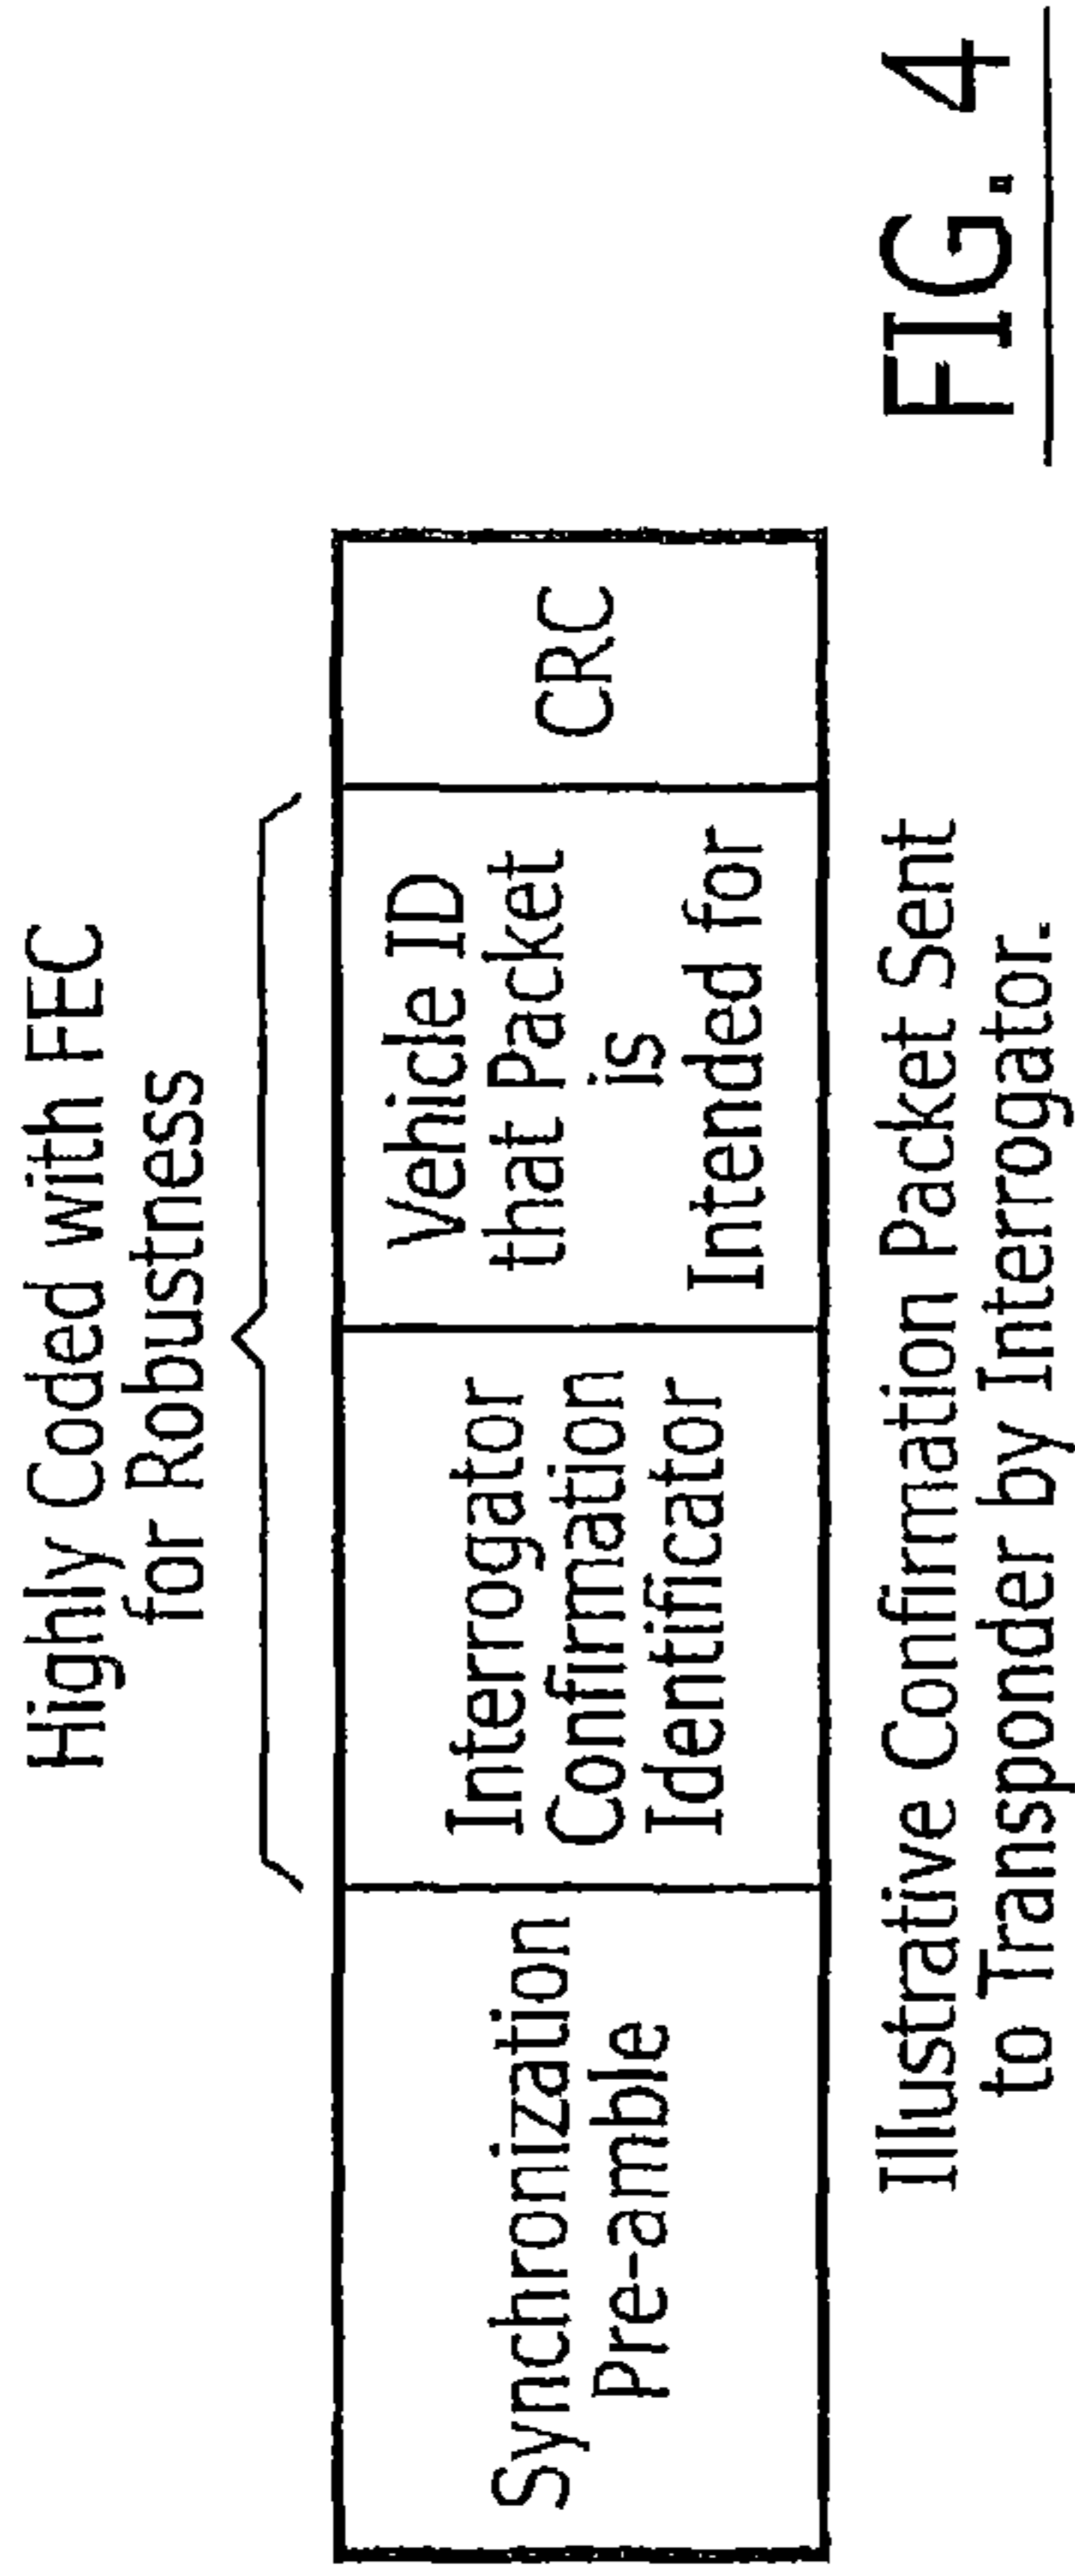 Highly Coded with FEC
for Robustness
Synchronization
Pre-amble
Interrogator
Confirmation
Identificator
Vehicle ID
that Packet
is
Intended for
CRC
Illustrative Confirmation Packet Sent
to Transponder by Interrogator.
FIG. 4